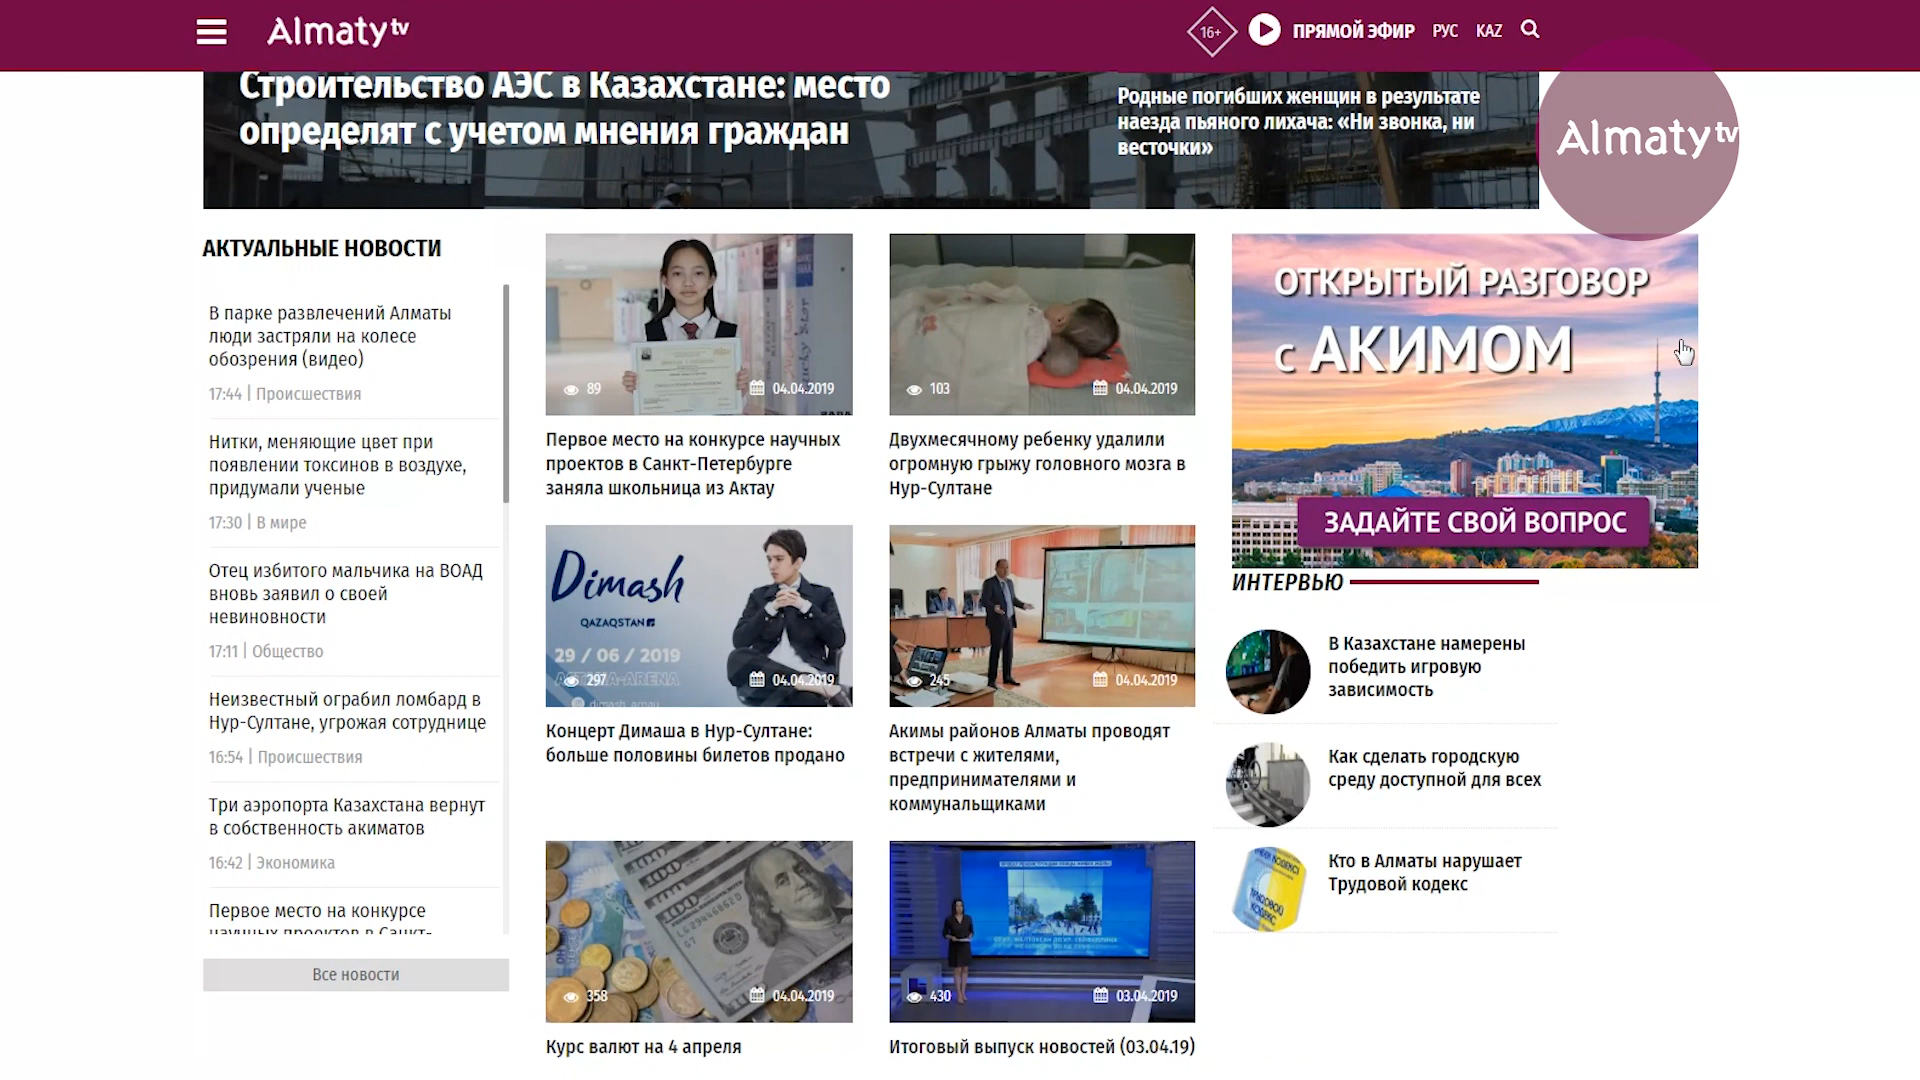 Almaty tv
16+
ПРЯМОЙ ЭФИР
РУС
KAZ
Строительство АЭС в Казахстане: место
определят с учетом мнения граждан
Родные погибших женщин в результате
наезда пьяного лихача: «Ни звонка, ни
весточки»
Almaty tv
АКТУАЛЬНЫЕ НОВОСТИ
В парке развлечений Алматы
люди застряли на колесе
обозрения (видео)
17:44 | Происшествия
Нитки, меняющие цвет при
появлении токсинов в воздухе,
придумали ученые
17:30 | В мире
Отец избитого мальчика на ВОАД
вновь заявил о своей
невиновности
17:11 | Общество
Неизвестный ограбил ломбард в
Нур-Султане, угрожая сотруднице
16:54 | Происшествия
Три аэропорта Казахстана вернут
в собственность акиматов
16:42 | Экономика
Первое место на конкурсе
научных проектов в Санкт-
Все новости
89
04.04.2019
Первое место на конкурсе научных
проектов в Санкт-Петербурге
заняла школьница из Актау
103
04.04.2019
Двухмесячному ребенку удалили
огромную грыжу головного мозга в
Нур-Султане
Dimash
QAZAQSTAN
29 / 06 / 2019
ASTANA-ARENA
297
04.04.2019
Концерт Димаша в Нур-Султане:
больше половины билетов продано
245
04.04.2019
Акимы районов Алматы проводят
встречи с жителями,
предпринимателями и
коммунальщиками
100
358
04.04.2019
Курс валют на 4 апреля
430
03.04.2019
Итоговый выпуск новостей (03.04.19)
ОТКРЫТЫЙ РАЗГОВОР
с АКИМОМ
ЗАДАЙТЕ СВОЙ ВОПРОС
ИНТЕРВЬЮ
В Казахстане намерены
победить игровую
зависимость
Как сделать городскую
среду доступной для всех
ТРУДОВОЙ
КОДЕКС
Кто в Алматы нарушает
Трудовой кодекс